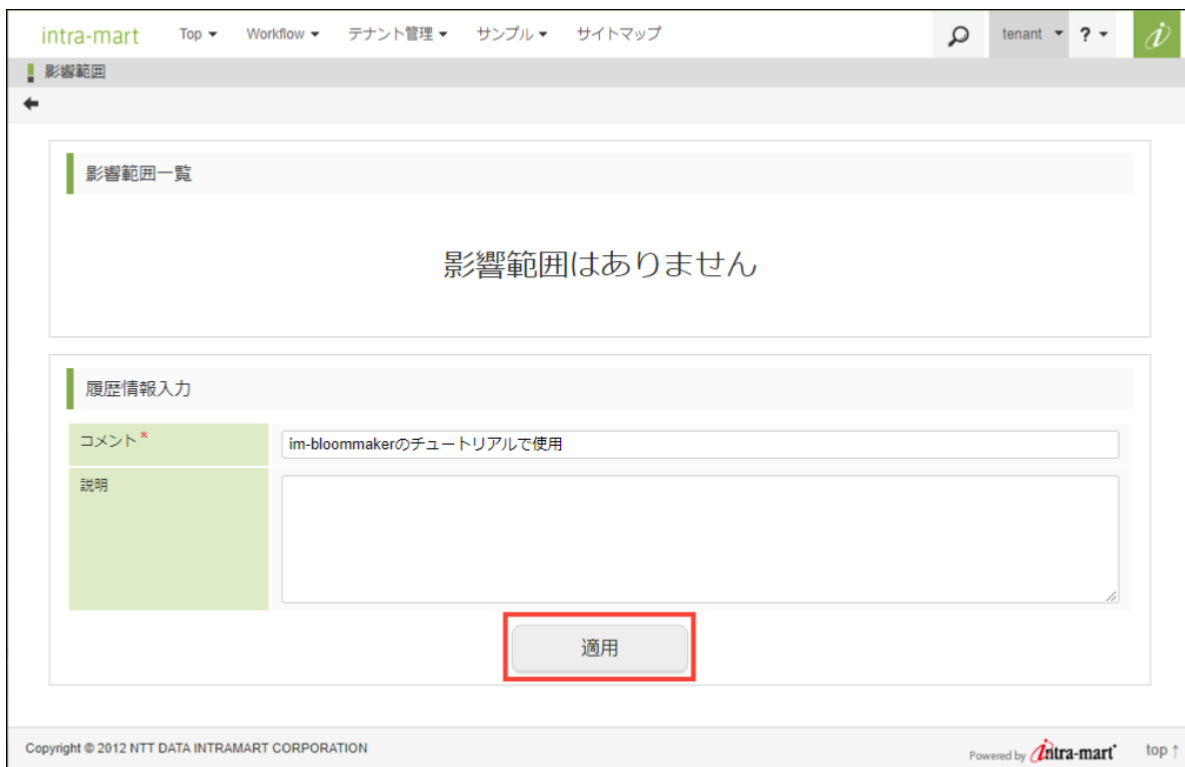 intra-mart Top Workflow テナント管理 サンプル サイトマップ tenant ?
影響範囲
影響範囲一覧
影響範囲はありません
履歴情報入力
コメント* im-bloommakerのチュートリアルで使用
説明
適用
Copyright © 2012 NTT DATA INTRAMART CORPORATION Powered by intra-mart top ↑